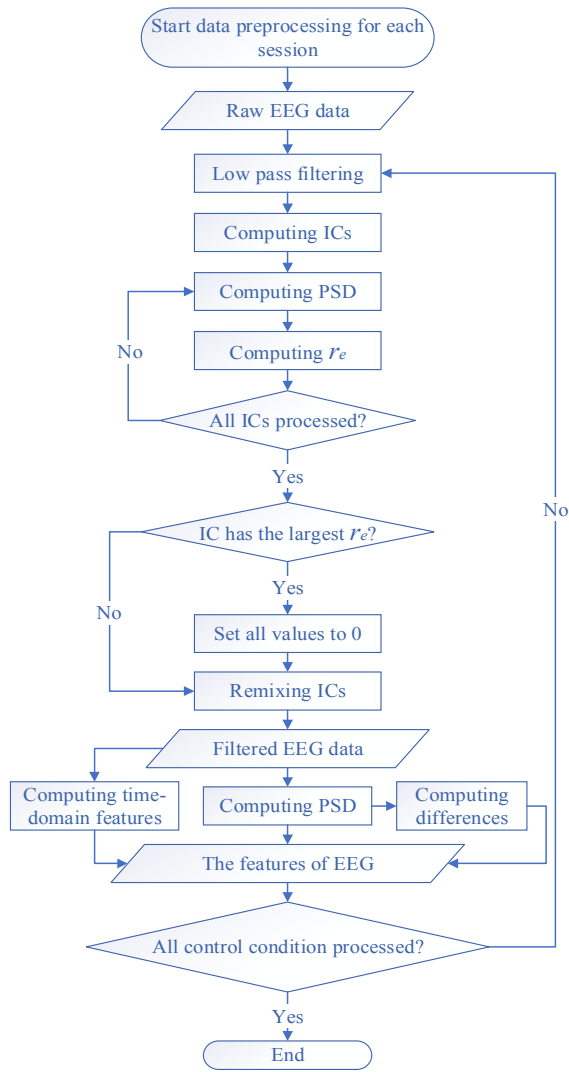 Start data preprocessing for each
session
Raw EEG data
Low pass filtering
Computing ICs
Computing PSD
No
Computing re
All ICs processed?
Yes
No
IC has the largest re?
Yes
No
Set all values to 0
Remixing ICs
Filtered EEG data
Computing time-
domain features
Computing PSD
Computing
differences
The features of EEG
All control condition processed?
Yes
End